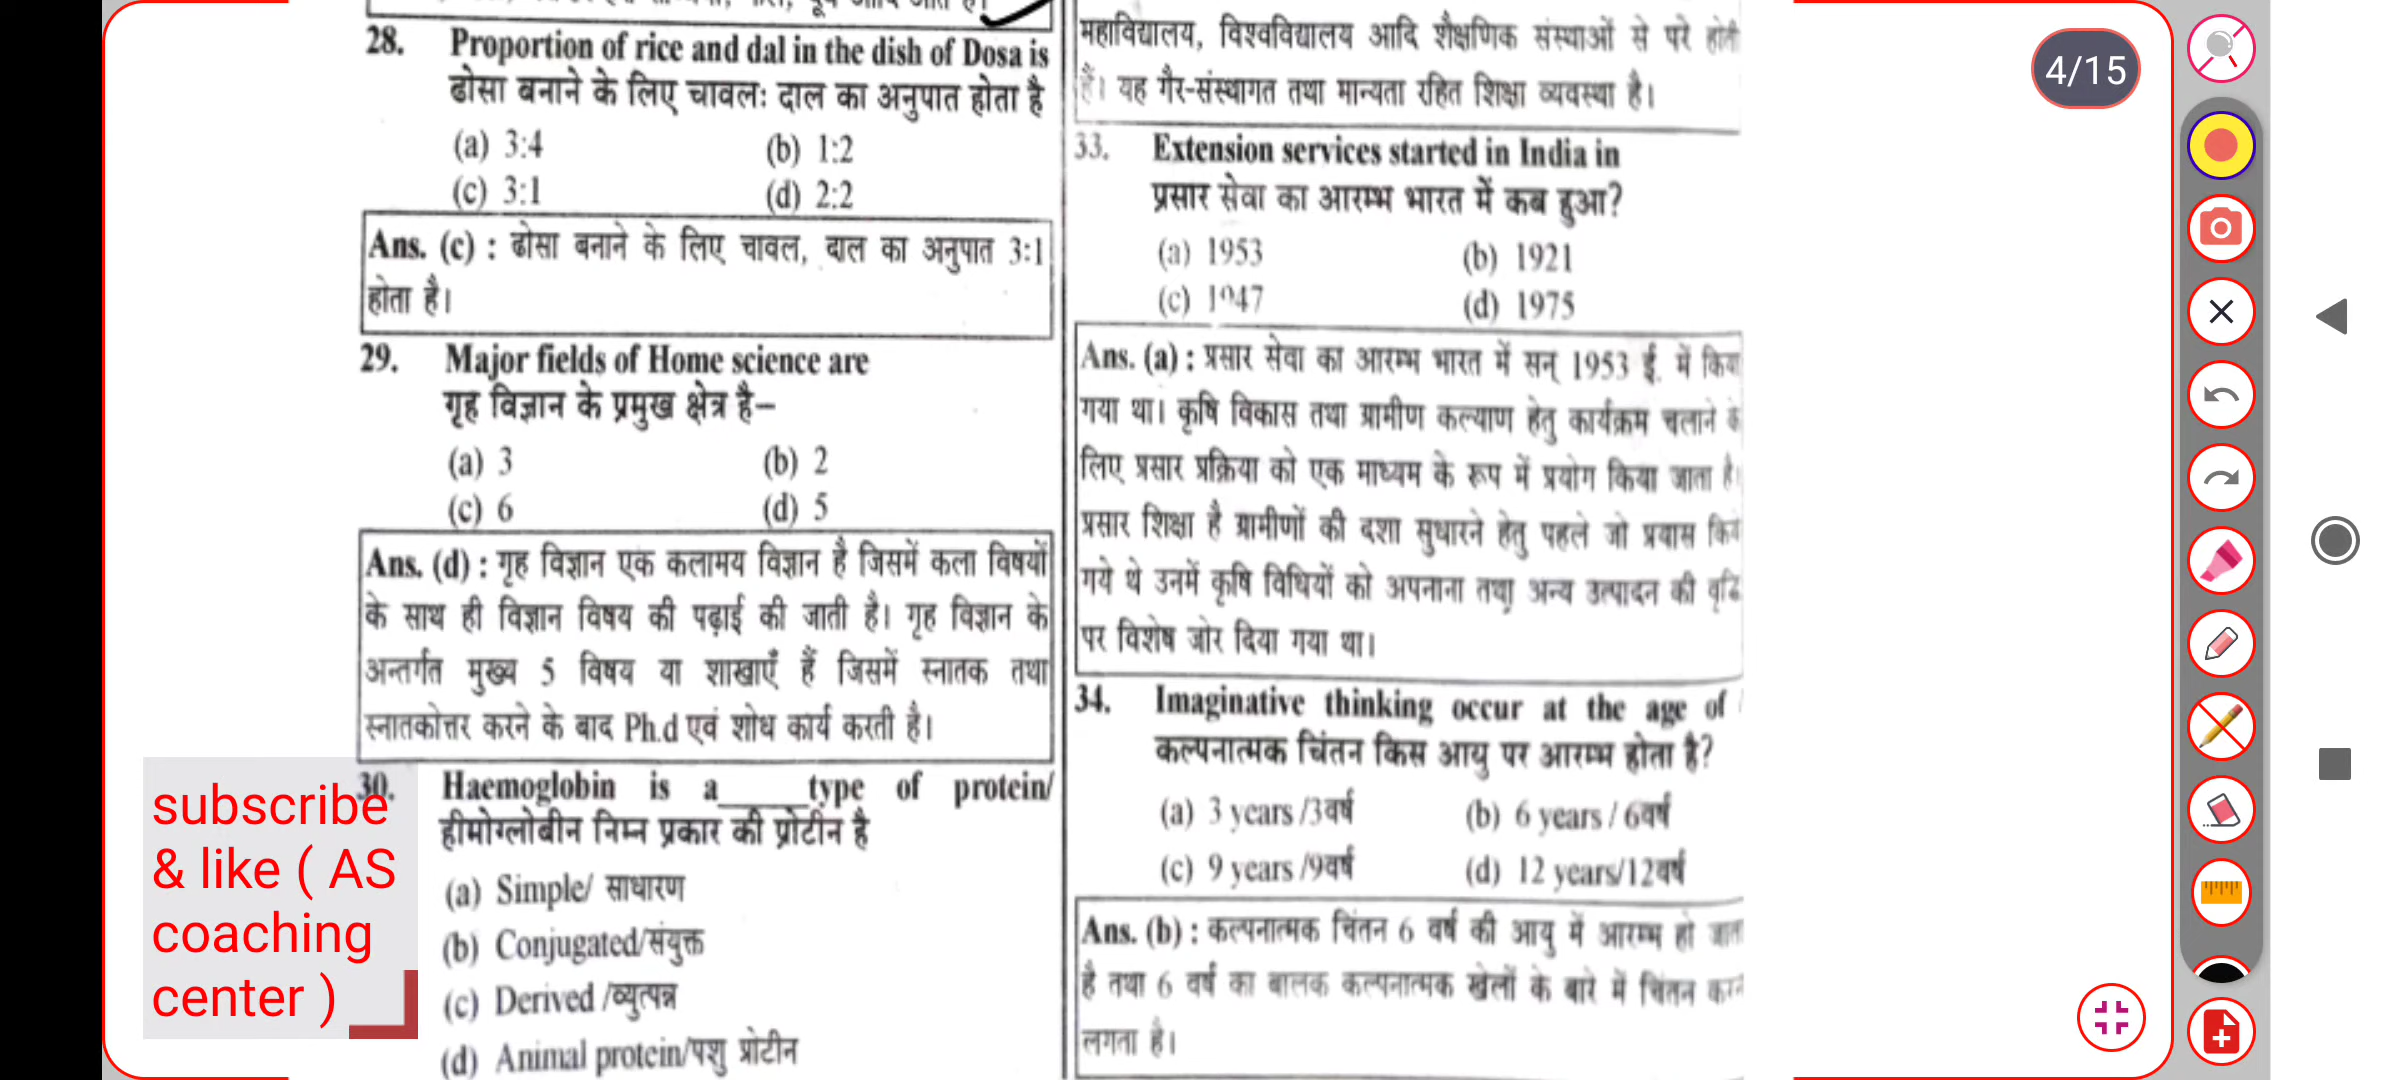 28. Proportion of rice and dal in the dish of Dosa is
ढोसा बनाने के लिए चावलः दाल का अनुपात होता है
(a) 3:4 (b) 1:2
(c) 3:1 (d) 2:2
Ans. (c) : ढोसा बनाने के लिए चावल, दाल का अनुपात 3:1
होता है।
29. Major fields of Home science are
गृह विज्ञान के प्रमुख क्षेत्र है–
(a) 3 (b) 2
(c) 6 (d) 5
Ans. (d) : गृह विज्ञान एक कलामय विज्ञान है जिसमें कला विषयों
के साथ ही विज्ञान विषय की पढ़ाई की जाती है। गृह विज्ञान के
अन्तर्गत मुख्य 5 विषय या शाखाएँ हैं जिसमें स्नातक तथा
स्नातकोत्तर करने के बाद Ph.d एवं शोध कार्य करती है।
30. Haemoglobin is a____type of protein/
हीमोग्लोबीन निम्न प्रकार की प्रोटीन है
(a) Simple/ साधारण
(b) Conjugated/संयुक्त
(c) Derived /व्युत्पन्न
(d) Animal protein/पशु प्रोटीन
महाविद्यालय, विश्वविद्यालय आदि शैक्षणिक संस्थाओं से परे होती
हैं। यह गैर-संस्थागत तथा मान्यता रहित शिक्षा व्यवस्था है।
33. Extension services started in India in
प्रसार सेवा का आरम्भ भारत में कब हुआ?
(a) 1953 (b) 1921
(c) 1947 (d) 1975
Ans. (a) : प्रसार सेवा का आरम्भ भारत में सन् 1953 ई. में किया
गया था। कृषि विकास तथा ग्रामीण कल्याण हेतु कार्यक्रम चलाने के
लिए प्रसार प्रक्रिया को एक माध्यम के रूप में प्रयोग किया जाता है।
प्रसार शिक्षा है ग्रामीणों की दशा सुधारने हेतु पहले जो प्रयास किये
गये थे उनमें कृषि विधियों को अपनाना तथा अन्य उत्पादन की वृद्धि
पर विशेष जोर दिया गया था।
34. Imaginative thinking occur at the age of
कल्पनात्मक चिंतन किस आयु पर आरम्भ होता है?
(a) 3 years /3वर्ष (b) 6 years / 6वर्ष
(c) 9 years /9वर्ष (d) 12 years/12वर्ष
Ans. (b) : कल्पनात्मक चिंतन 6 वर्ष की आयु में आरम्भ हो जाता
है तथा 6 वर्ष का बालक कल्पनात्मक खेलों के बारे में चिंतन करने
लगता है।
4/15
subscribe
& like ( AS
coaching
center )